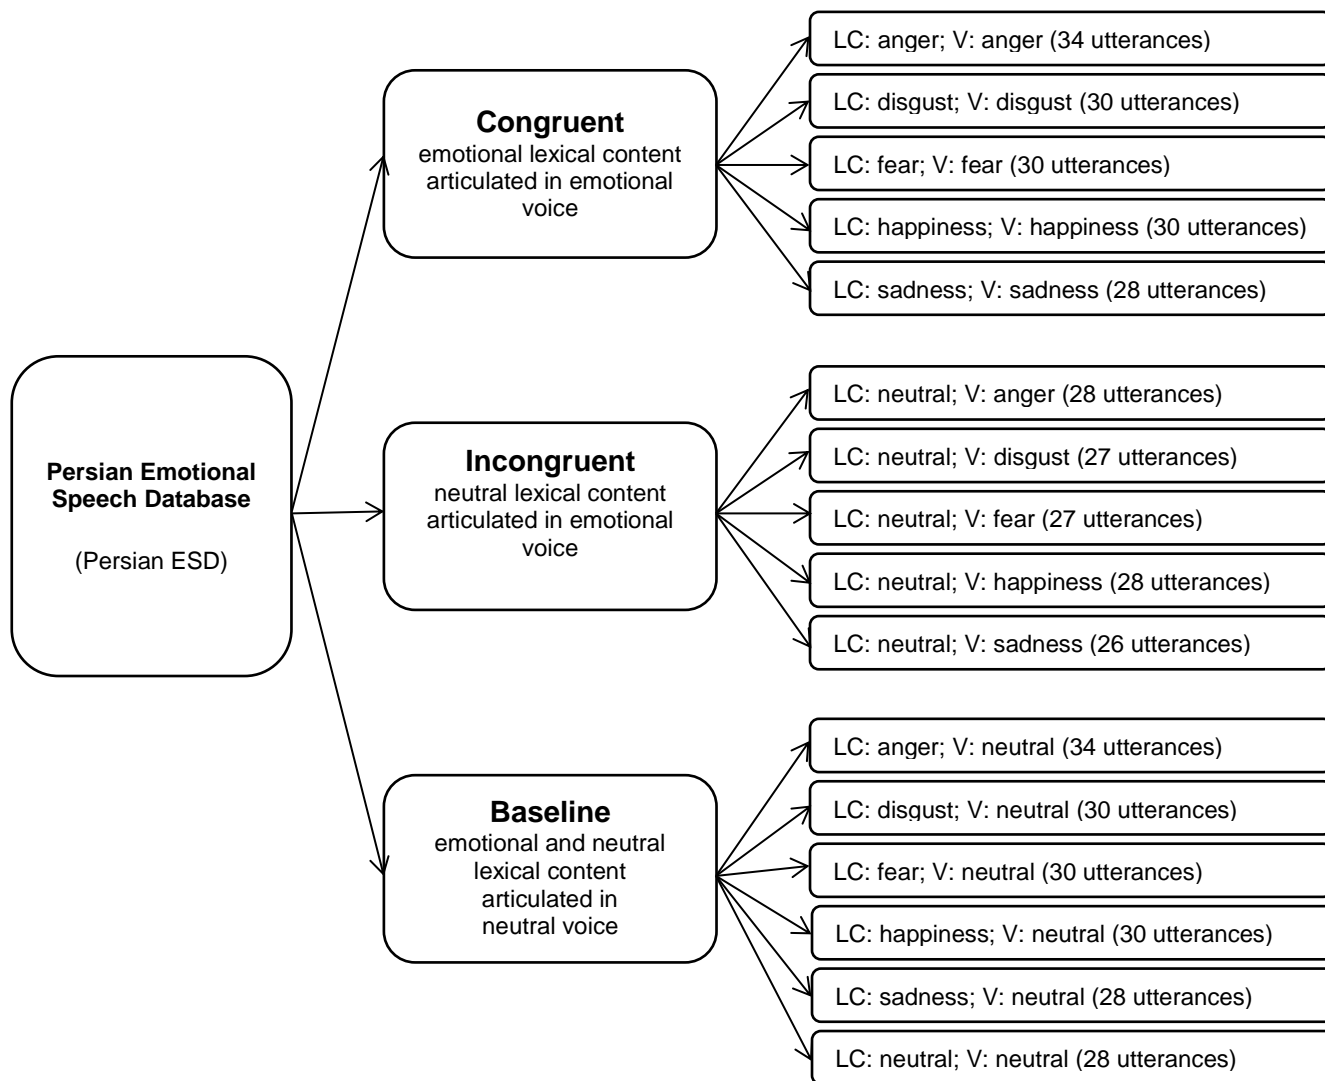 Persian Emotional
Speech Database
(Persian ESD)
Congruent
emotional lexical content
articulated in emotional
voice
LC: anger; V: anger (34 utterances)
LC: disgust; V: disgust (30 utterances)
LC: fear; V: fear (30 utterances)
LC: happiness; V: happiness (30 utterances)
LC: sadness; V: sadness (28 utterances)
Incongruent
neutral lexical content
articulated in emotional
voice
LC: neutral; V: anger (28 utterances)
LC: neutral; V: disgust (27 utterances)
LC: neutral; V: fear (27 utterances)
LC: neutral; V: happiness (28 utterances)
LC: neutral; V: sadness (26 utterances)
Baseline
emotional and neutral
lexical content
articulated in
neutral voice
LC: anger; V: neutral (34 utterances)
LC: disgust; V: neutral (30 utterances)
LC: fear; V: neutral (30 utterances)
LC: happiness; V: neutral (30 utterances)
LC: sadness; V: neutral (28 utterances)
LC: neutral; V: neutral (28 utterances)